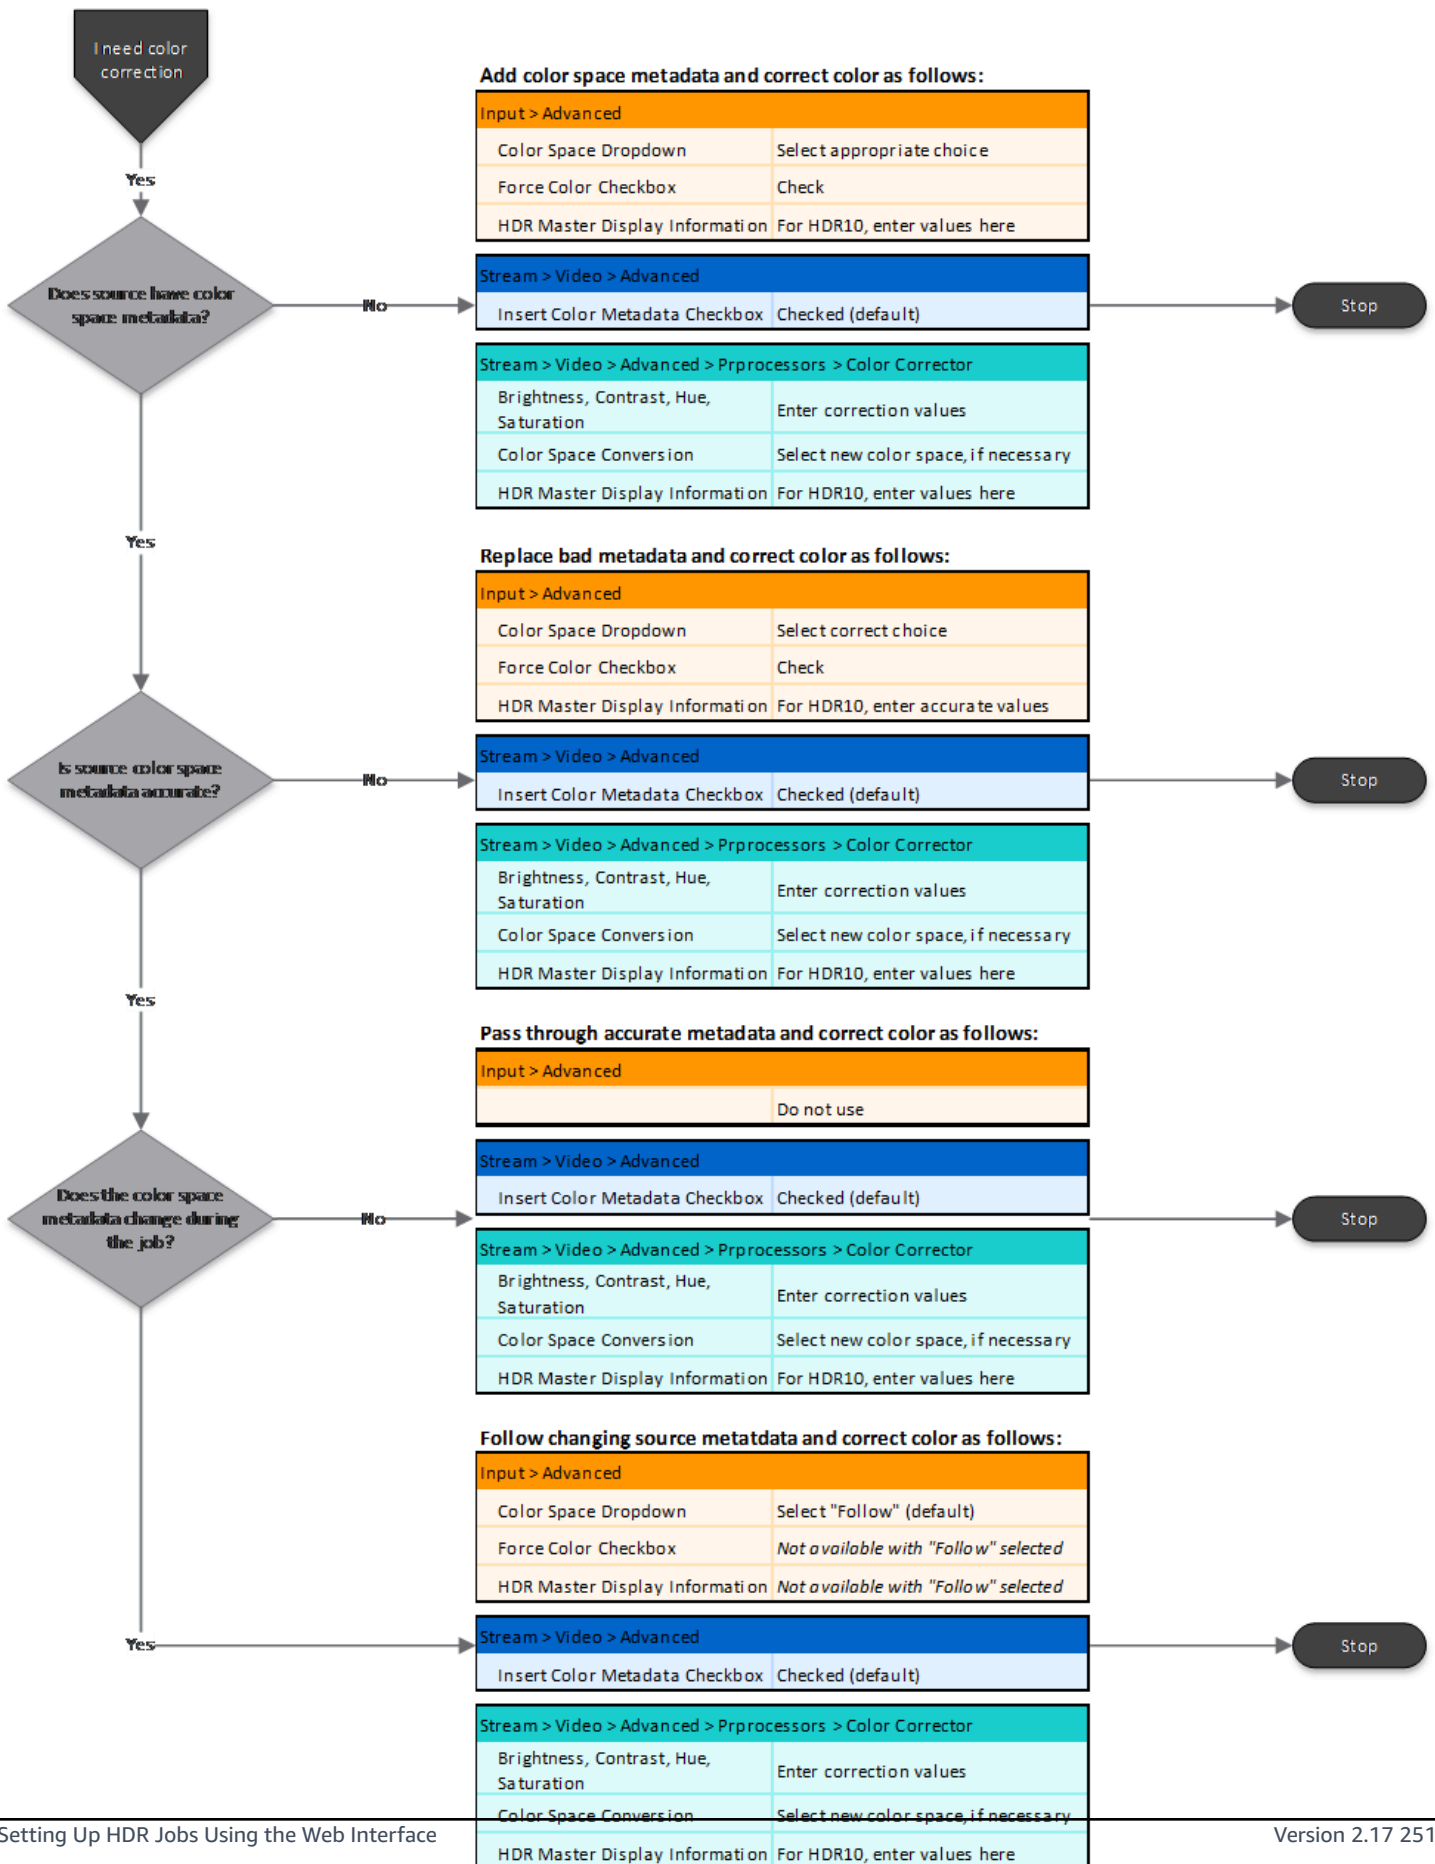 I need color
correction
Yes
Does source have color
space metadata?
No
Add color space metadata and correct color as follows:
Input > Advanced
Color Space Dropdown Select appropriate choice
Force Color Checkbox Check
HDR Master Display Information For HDR10, enter values here
Stream > Video > Advanced
Insert Color Metadata Checkbox Checked (default)
Stream > Video > Advanced > Prprocessors > Color Corrector
Brightness, Contrast, Hue,
Saturation Enter correction values
Color Space Conversion Select new color space, if necessary
HDR Master Display Information For HDR10, enter values here
Stop
Yes
Is source color space
metadata accurate?
No
Replace bad metadata and correct color as follows:
Input > Advanced
Color Space Dropdown Select correct choice
Force Color Checkbox Check
HDR Master Display Information For HDR10, enter accurate values
Stream > Video > Advanced
Insert Color Metadata Checkbox Checked (default)
Stream > Video > Advanced > Prprocessors > Color Corrector
Brightness, Contrast, Hue,
Saturation Enter correction values
Color Space Conversion Select new color space, if necessary
HDR Master Display Information For HDR10, enter values here
Stop
Yes
Does the color space
metadata change during
the job?
No
Pass through accurate metadata and correct color as follows:
Input > Advanced
Do not use
Stream > Video > Advanced
Insert Color Metadata Checkbox Checked (default)
Stream > Video > Advanced > Prprocessors > Color Corrector
Brightness, Contrast, Hue,
Saturation Enter correction values
Color Space Conversion Select new color space, if necessary
HDR Master Display Information For HDR10, enter values here
Stop
Yes
Follow changing source metatdata and correct color as follows:
Input > Advanced
Color Space Dropdown Select "Follow" (default)
Force Color Checkbox Not available with "Follow" selected
HDR Master Display Information Not available with "Follow" selected
Stream > Video > Advanced
Insert Color Metadata Checkbox Checked (default)
Stream > Video > Advanced > Prprocessors > Color Corrector
Brightness, Contrast, Hue,
Saturation Enter correction values
Color Space Conversion Select new color space, if necessary
HDR Master Display Information For HDR10, enter values here
Stop
Setting Up HDR Jobs Using the Web Interface
Version 2.17 251